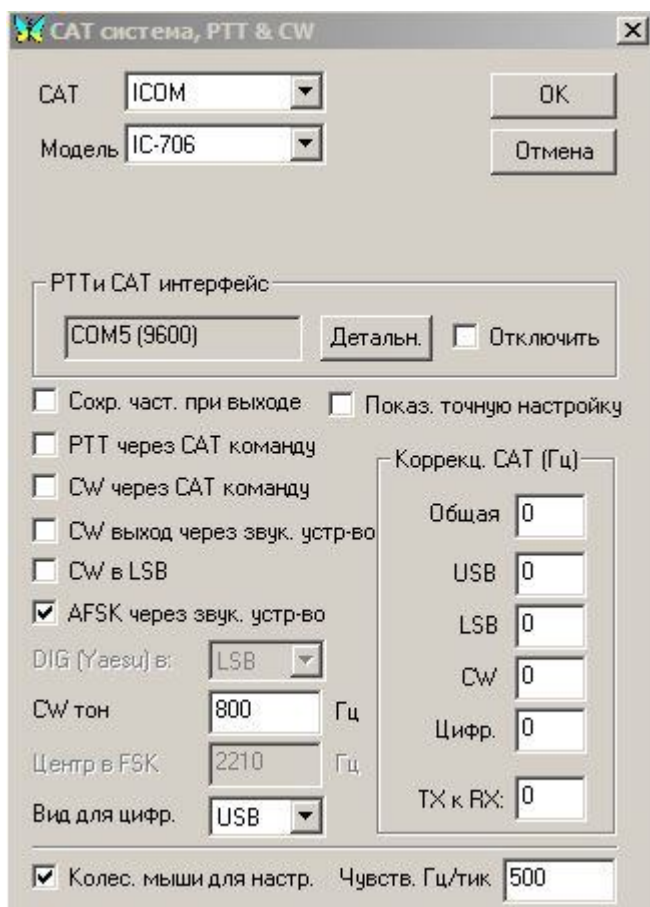 CAT система, PTT & CW
CAT ICOM OK
Модель IC-706 Отмена
PTTи CAT интерфейс
COM5 (9600) Детальн. Отключить
Сохр. част. при выходе Показ. точную настройку
PTT через CAT команду
Коррекц. CAT (Гц)
CW через CAT команду
Общая 0
CW выход через звук. устр-во
CW в LSB USB 0
AFSK через звук. устр-во LSB 0
DIG (Yaesu) в: LSB
CW 0
CW тон 800 Гц
Цифр. 0
Центр в FSK 2210 Гц
TX к RX: 0
Вид для цифр. USB
Колес. мыши для настр. Чувств. Гц/тик 500